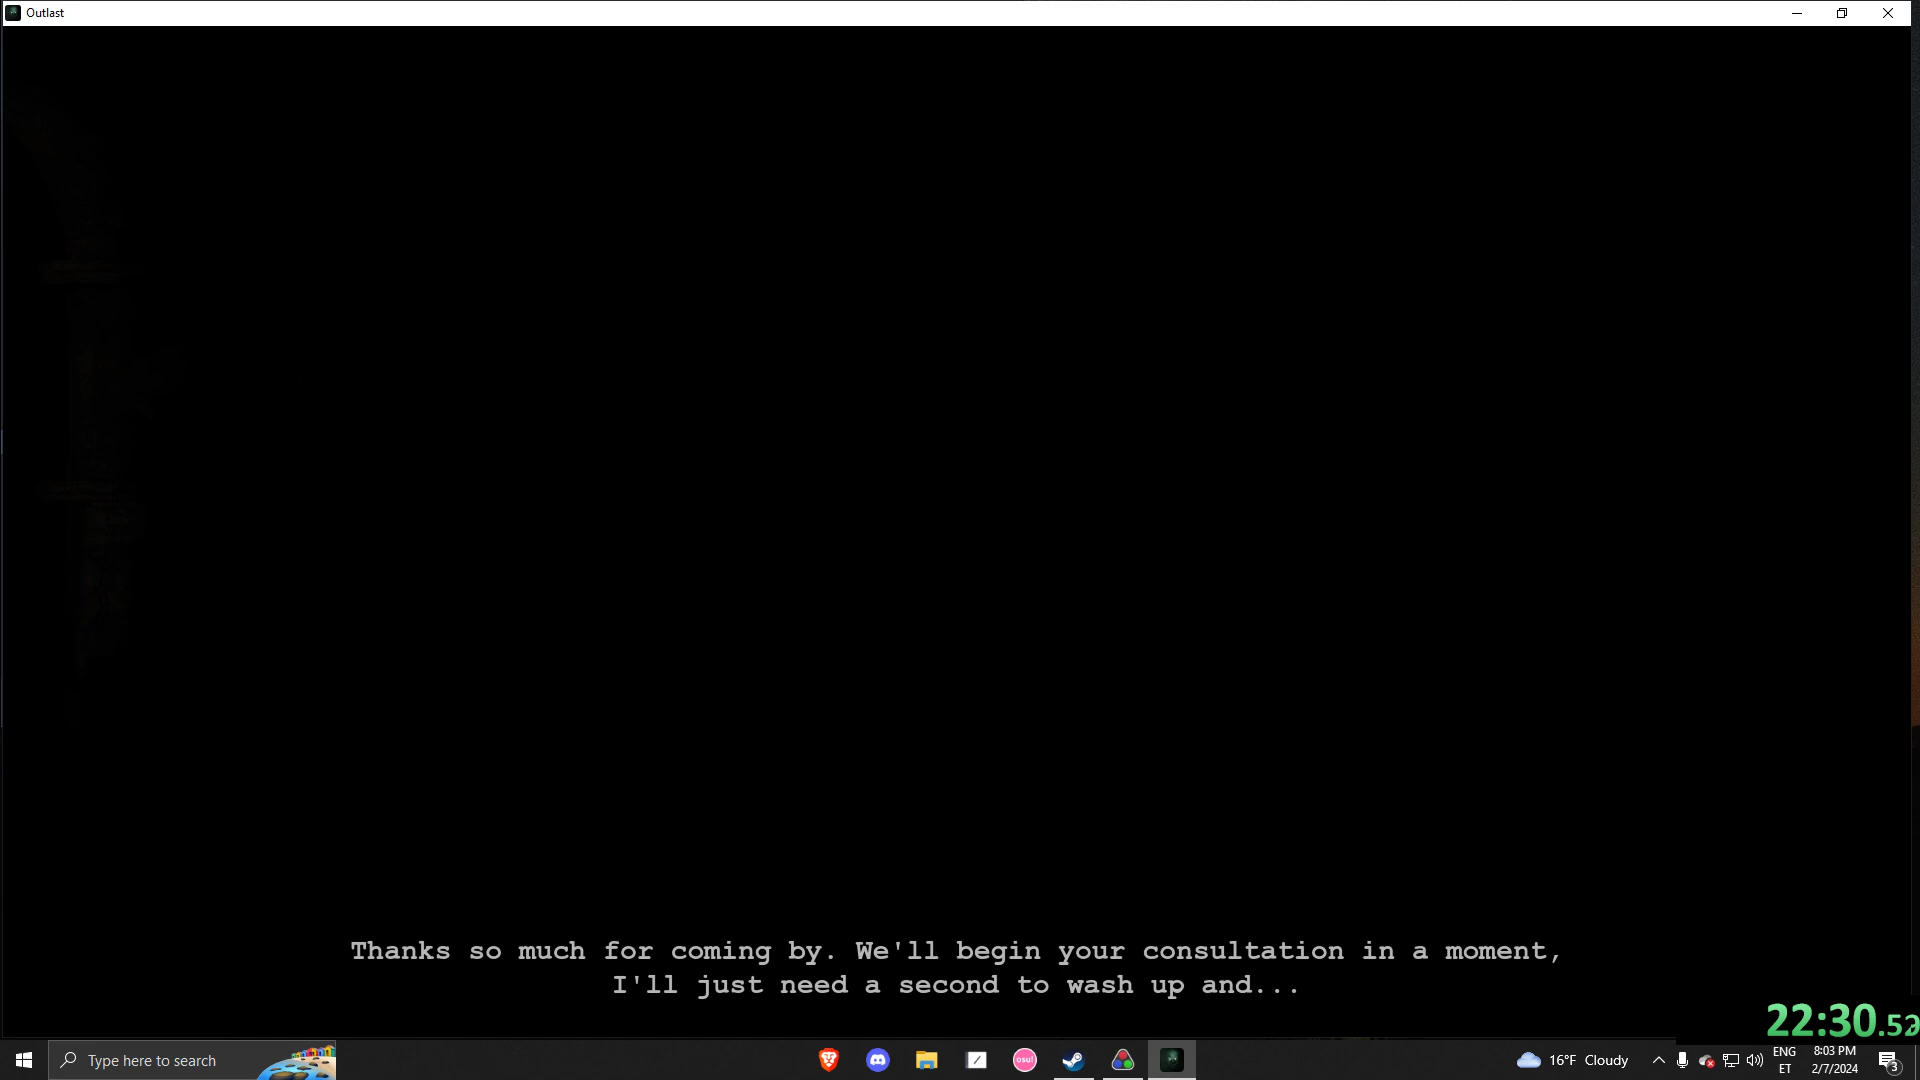 Outlast
Thanks so much for coming by. We'll begin your consultation in a moment,
I'll just need a second to wash up and...
22:30.52
Type here to search
osu!
16°F Cloudy
ENG
ET
8:03 PM
2/7/2024
3